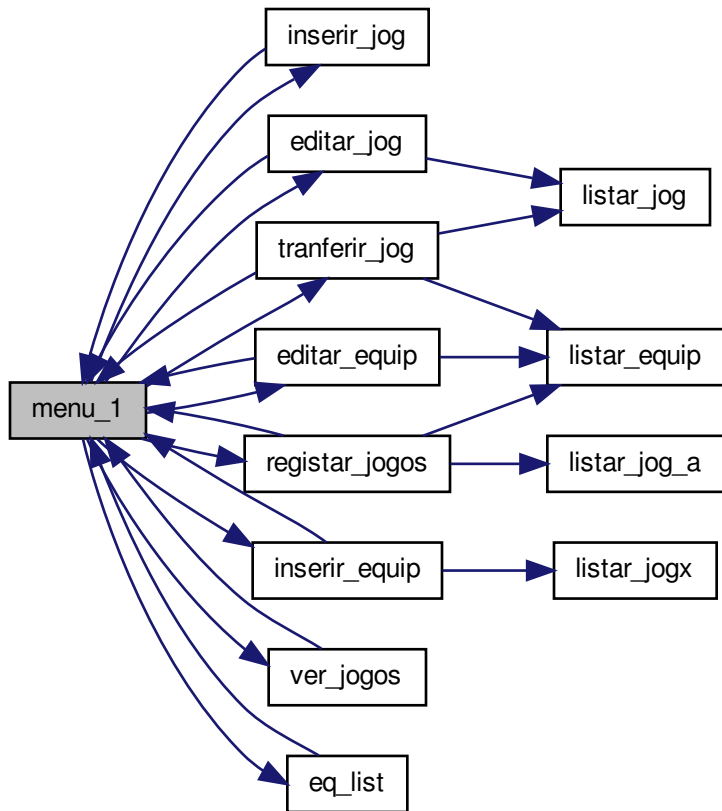 inserir_jog
editar_jog
listar_jog
tranferir_jog
editar_equip
listar_equip
menu_1
registar_jogos
listar_jog_a
inserir_equip
listar_jogx
ver_jogos
eq_list